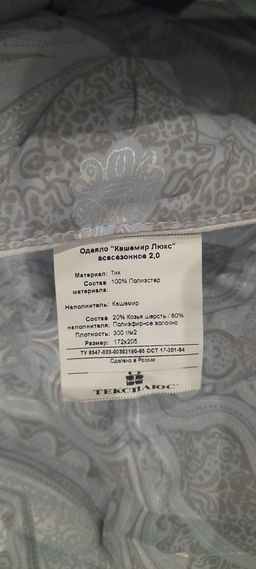 Одеяло "Кашемир Люкс"
всесезонное 2,0
Материал: Тик
Состав 100% Полиэстер
материала:
Наполнитель: Кашемир
Состав 20% Козья шерсть / 80%
наполнителя: Полиэфирное волокно
Плотность: 300 г/м2
Размер: 172х205
ТУ 8547-033-00302190-95 ОСТ 17-391-84
Сделано в России
ТЕКСПЛЮС